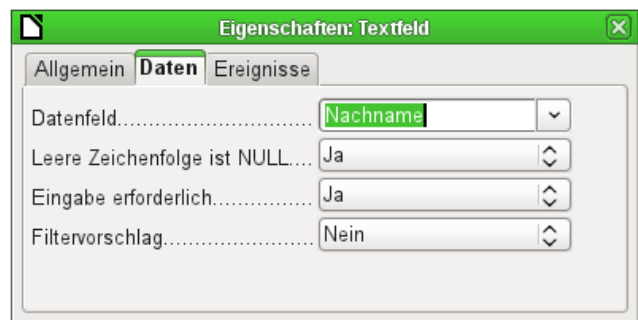 Eigenschaften: Textfeld
Allgemein Daten Ereignisse
Datenfeld.............................. Nachname
Leere Zeichenfolge ist NULL.... Ja
Eingabe erforderlich............... Ja
Filtervorschlag....................... Nein